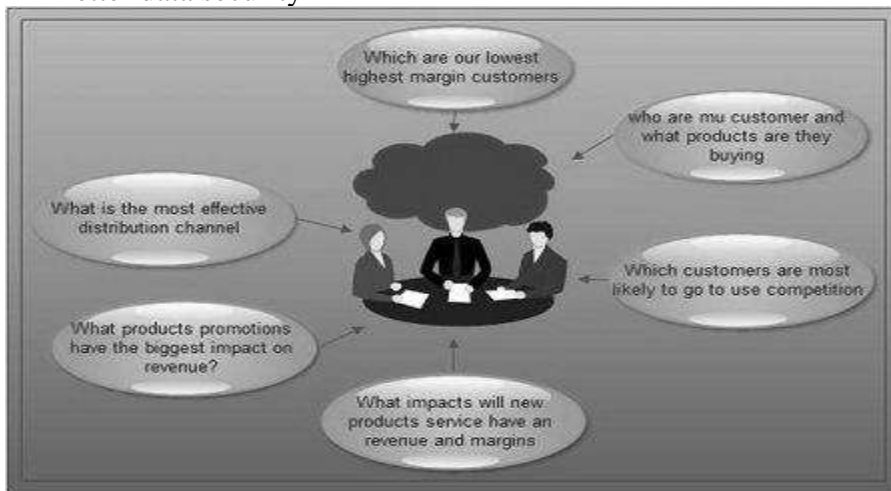 Which are our lowest
highest margin customers
who are mu customer and
what products are they
buying
What is the most effective
distribution channel
Which customers are most
likely to go to use competition
What products promotions
have the biggest impact on
revenue?
What impacts will new
products service have an
revenue and margins